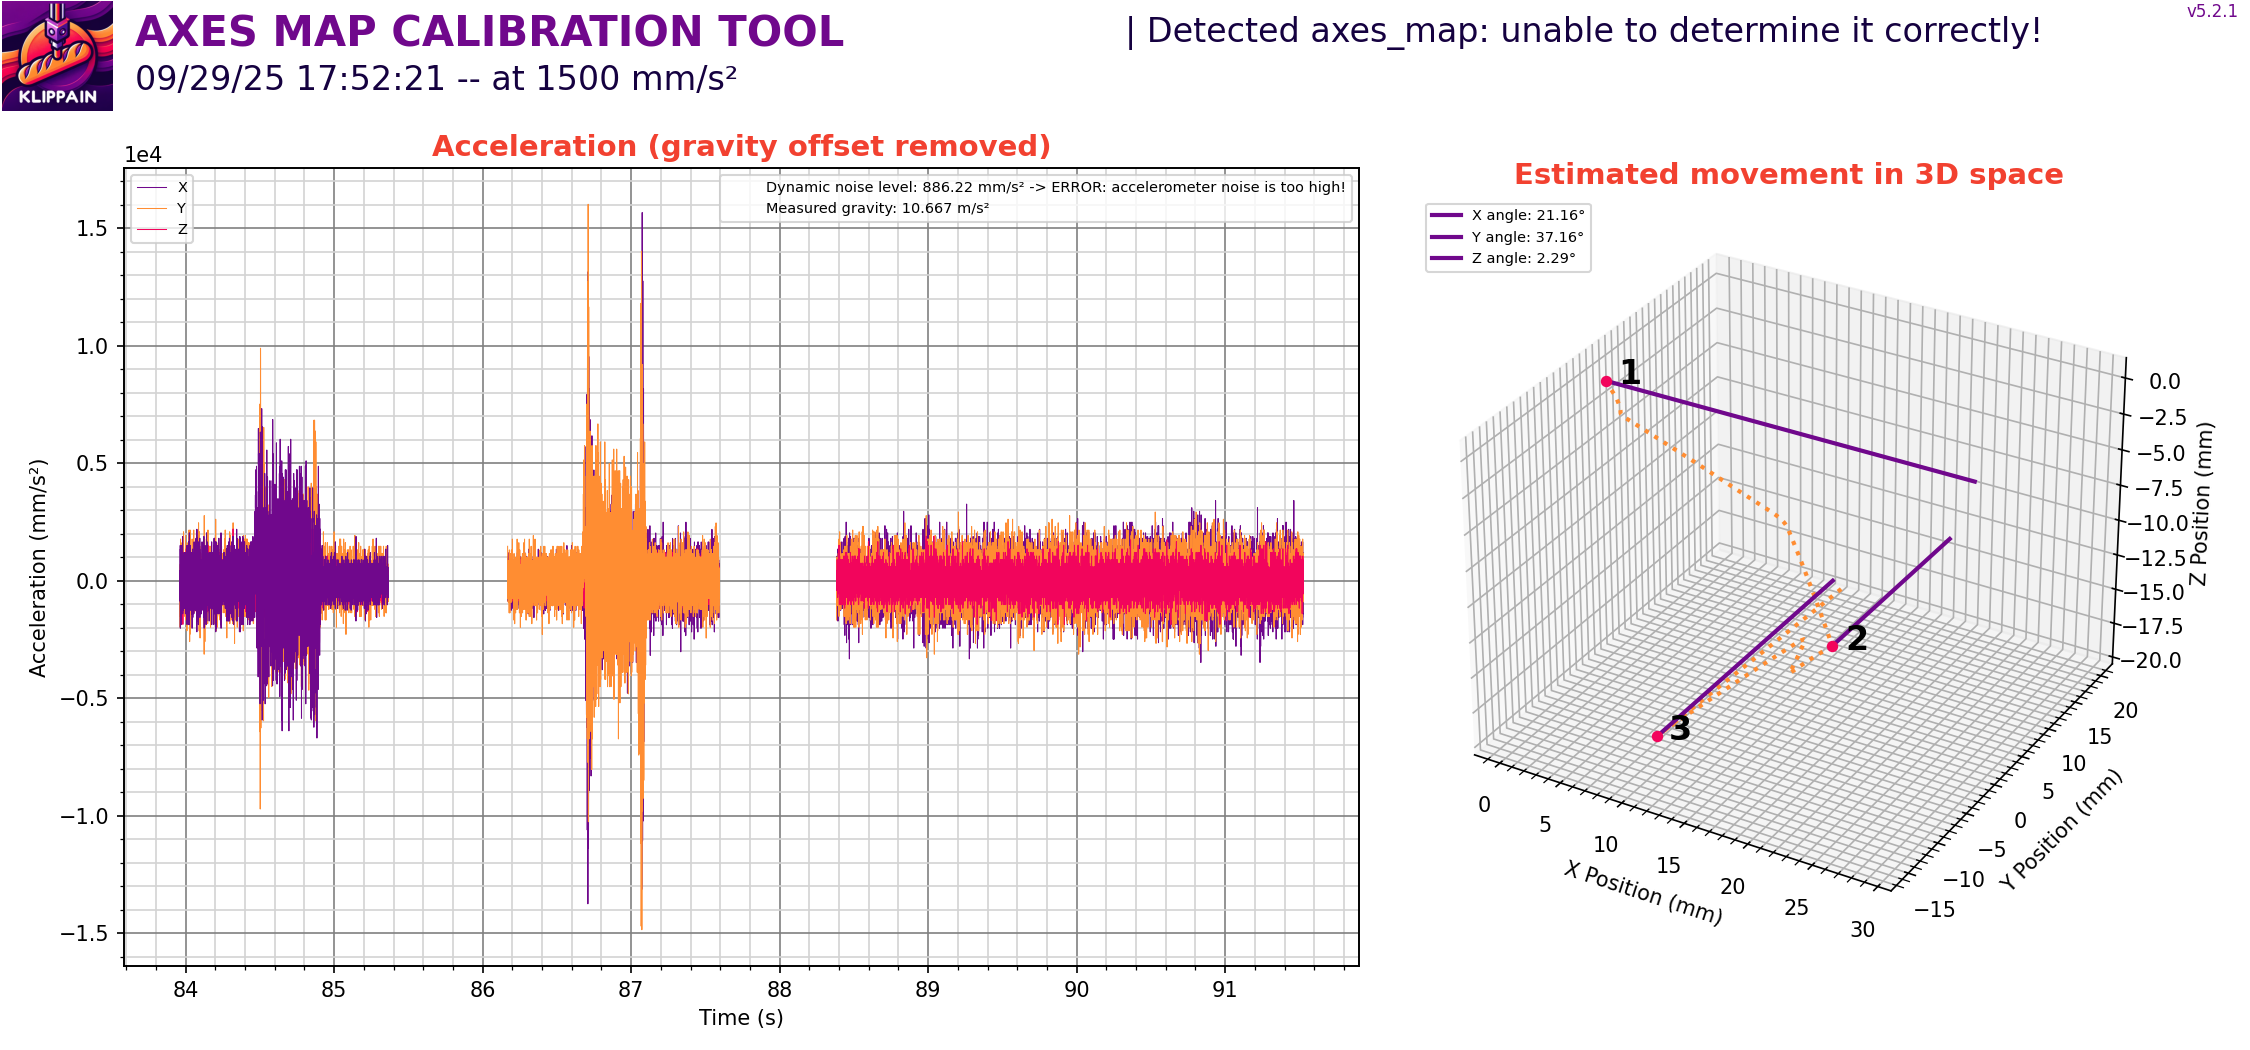 AXES MAP CALIBRATION TOOL
| Detected axes_map: unable to determine it correctly!
v5.2.1
09/29/25 17:52:21 -- at 1500 mm/s²
KLIPPAIN
Acceleration (gravity offset removed)
1e4
X
Y
Z
Dynamic noise level: 886.22 mm/s² -> ERROR: accelerometer noise is too high!
Measured gravity: 10.667 m/s²
1.5
1.0
0.5
0.0
−0.5
−1.0
−1.5
Acceleration (mm/s²)
84
85
86
87
88
89
90
91
Time (s)
Estimated movement in 3D space
X angle: 21.16°
Y angle: 37.16°
Z angle: 2.29°
1
2
3
0.0
−2.5
−5.0
−7.5
−10.0
−12.5
−15.0
−17.5
−20.0
Z Position (mm)
20
15
10
5
0
−5
−10
−15
Y Position (mm)
0
5
10
15
20
25
30
X Position (mm)